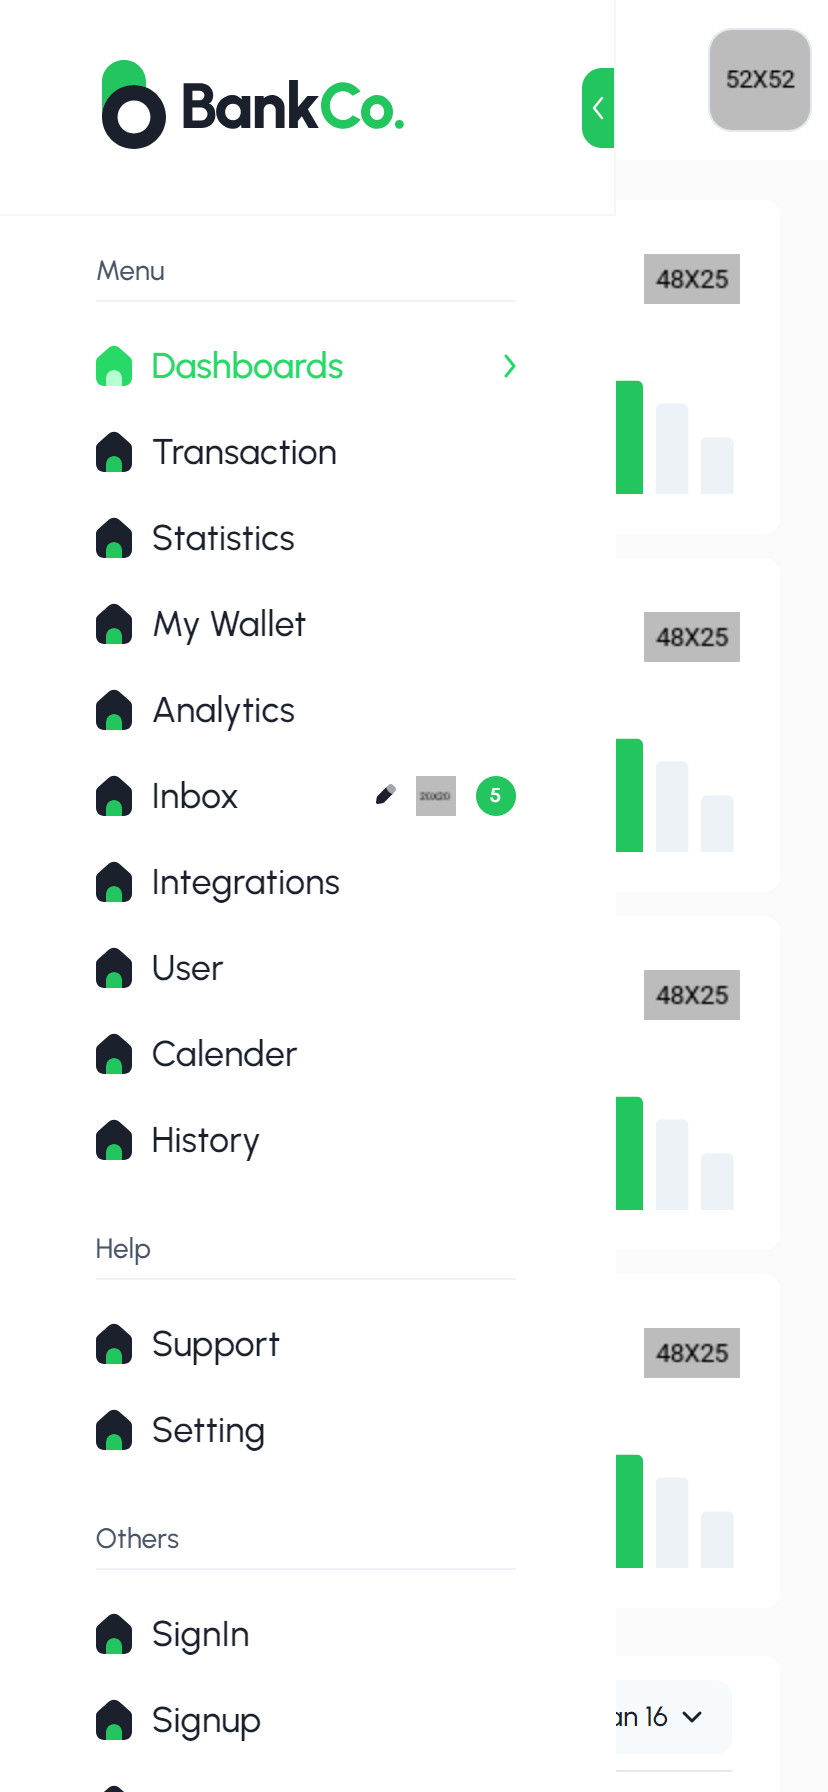 BankCo.
52X52
Menu
48X25
Dashboards
Transaction
Statistics
My Wallet
48X25
Analytics
Inbox
20X20
5
Integrations
User
48X25
Calender
History
Help
Support
48X25
Setting
Others
SignIn
Signup
an 16